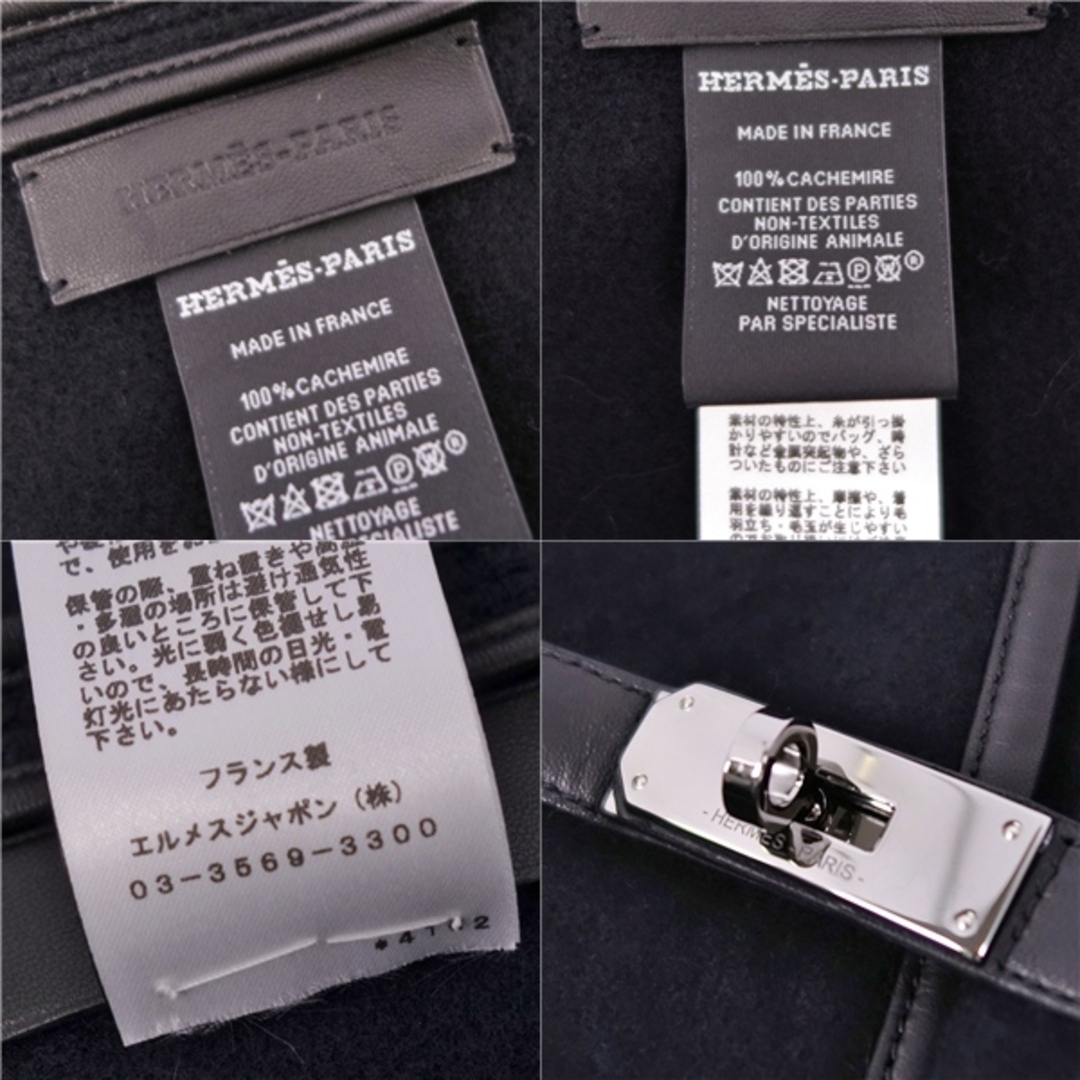 HERMÈS-PARIS
HERMÈS-PARIS
MADE IN FRANCE
100% CACHEMIRE
CONTIENT DES PARTIES
NON-TEXTILES
D'ORIGINE ANIMALE
P W ®
NETTOYAGE
SPECIALISTE
HERMÈS-PARIS
MADE IN FRANCE
100% CACHEMIRE
CONTIENT DES PARTIES
NON-TEXTILES
D'ORIGINE ANIMALE
P W ®
NETTOYAGE
PAR SPECIALISTE
素材の特性上、糸が引っ掛
かりやすいのでバッグ、時
計など金属突起物や、ざら
ついたものにご注意下さい
素材の特性上、摩擦や、着
用を繰り返すことにより毛
羽立ち・毛玉が生じやすい
で、使用を
保管の際、重ね置きや高温
・多湿の場所は避け通気性
の良いところに保管して下
さい。光に弱く色褪せし易
いので、長時間の日光・電
灯光にあたらない様にして
下さい。
フランス製
エルメスジャポン（株）
03-3569-3300
- HERMÈS-PARIS -